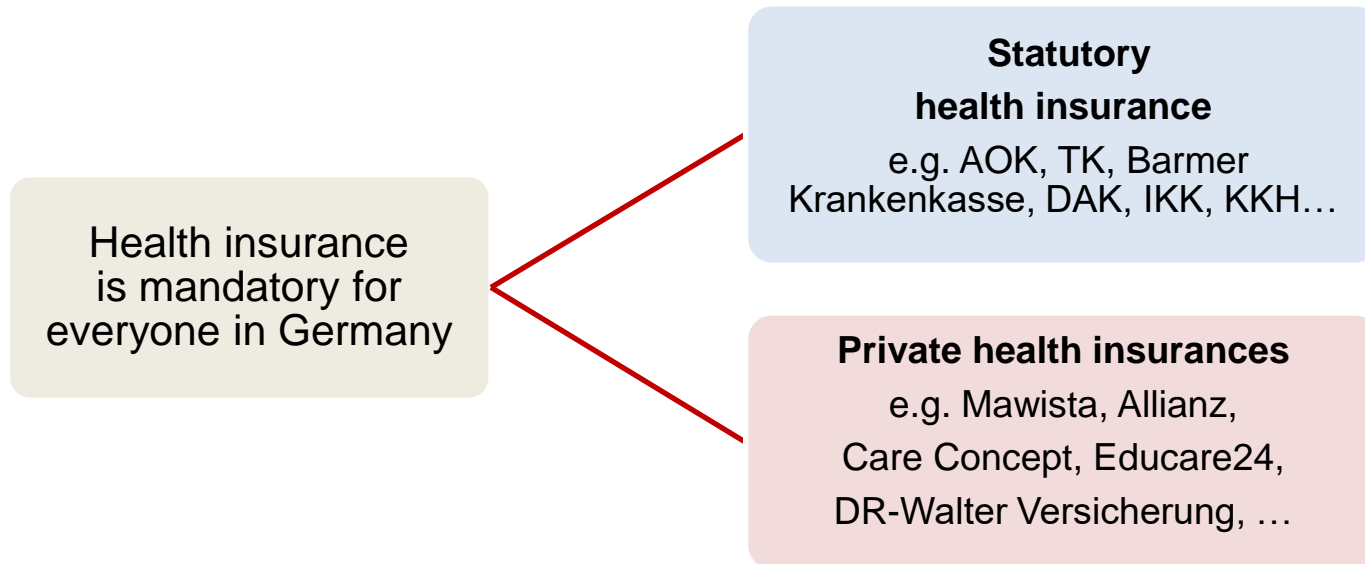 Health insurance
is mandatory for
everyone in Germany
Statutory
health insurance
e.g. AOK, TK, Barmer
Krankenkasse, DAK, IKK, KKH…
Private health insurances
e.g. Mawista, Allianz,
Care Concept, Educare24,
DR-Walter Versicherung, …